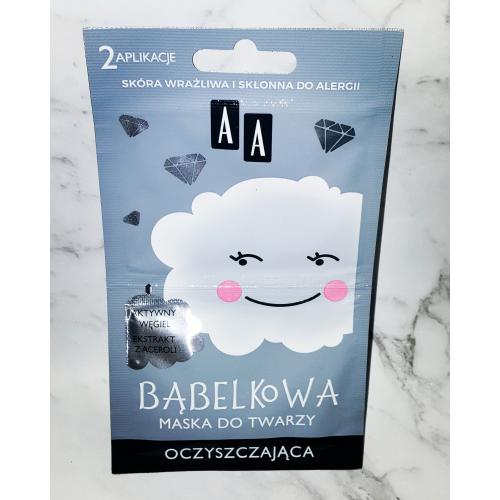 2 APLIKACJE
SKÓRA WRAŻLIWA I SKŁONNA DO ALERGII
AA
AKTYWNY
WĘGIEL
EKSTRAKT
Z ACEROLI
BĄBELKOWA
MASKA DO TWARZY
OCZYSZCZAJĄCA